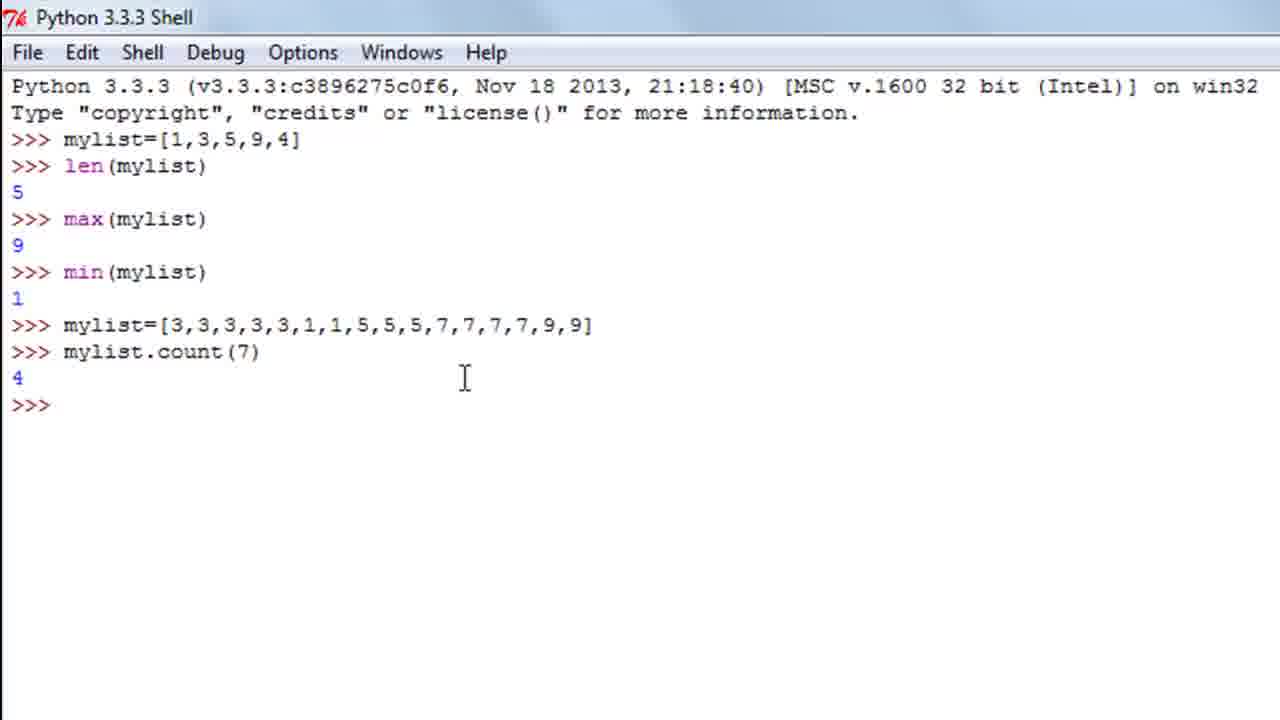 Python 3.3.3 Shell
File Edit Shell Debug Options Windows Help
Python 3.3.3 (v3.3.3:c3896275c0f6, Nov 18 2013, 21:18:40) [MSC v.1600 32 bit (Intel)] on win32
Type "copyright", "credits" or "license()" for more information.
>>> mylist=[1,3,5,9,4]
>>> len(mylist)
5
>>> max(mylist)
9
>>> min(mylist)
1
>>> mylist=[3,3,3,3,3,1,1,5,5,5,7,7,7,7,9,9]
>>> mylist.count(7)
4
>>>